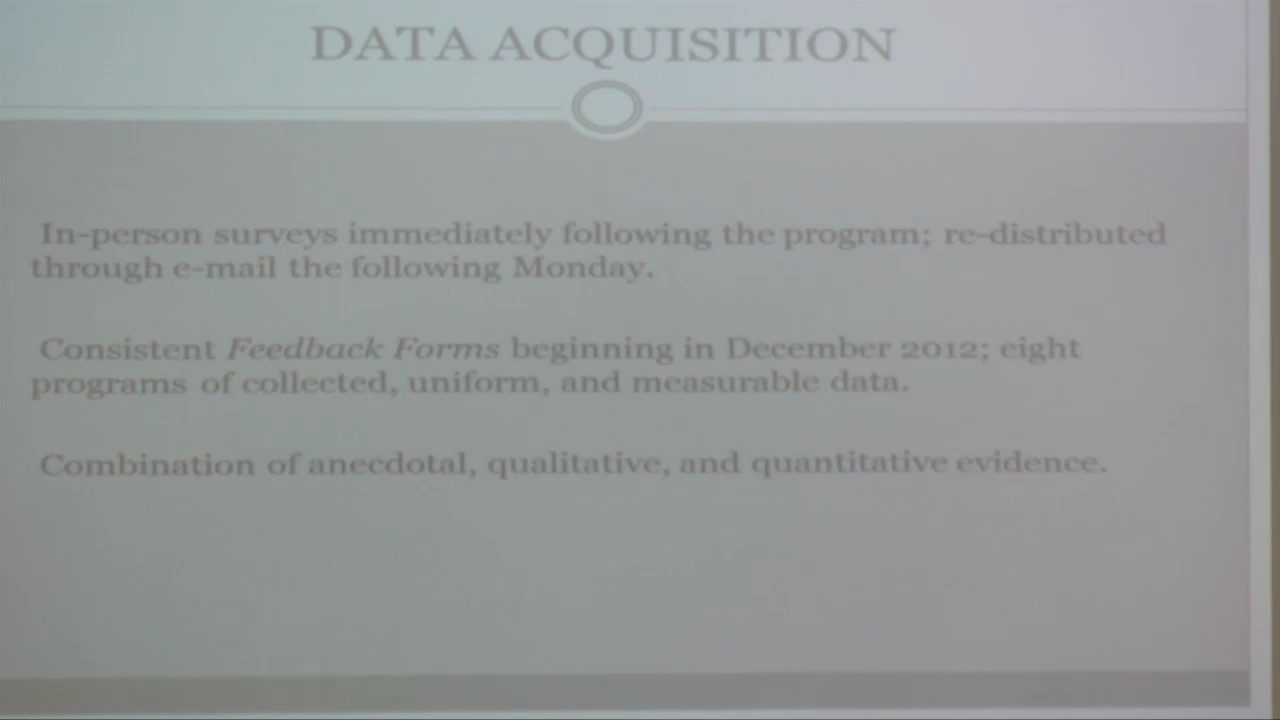 DATA ACQUISITION
In-person surveys immediately following the program; re-distributed
through e-mail the following Monday.
Consistent Feedback Forms beginning in December 2012; eight
programs of collected, uniform, and measurable data.
Combination of anecdotal, qualitative, and quantitative evidence.